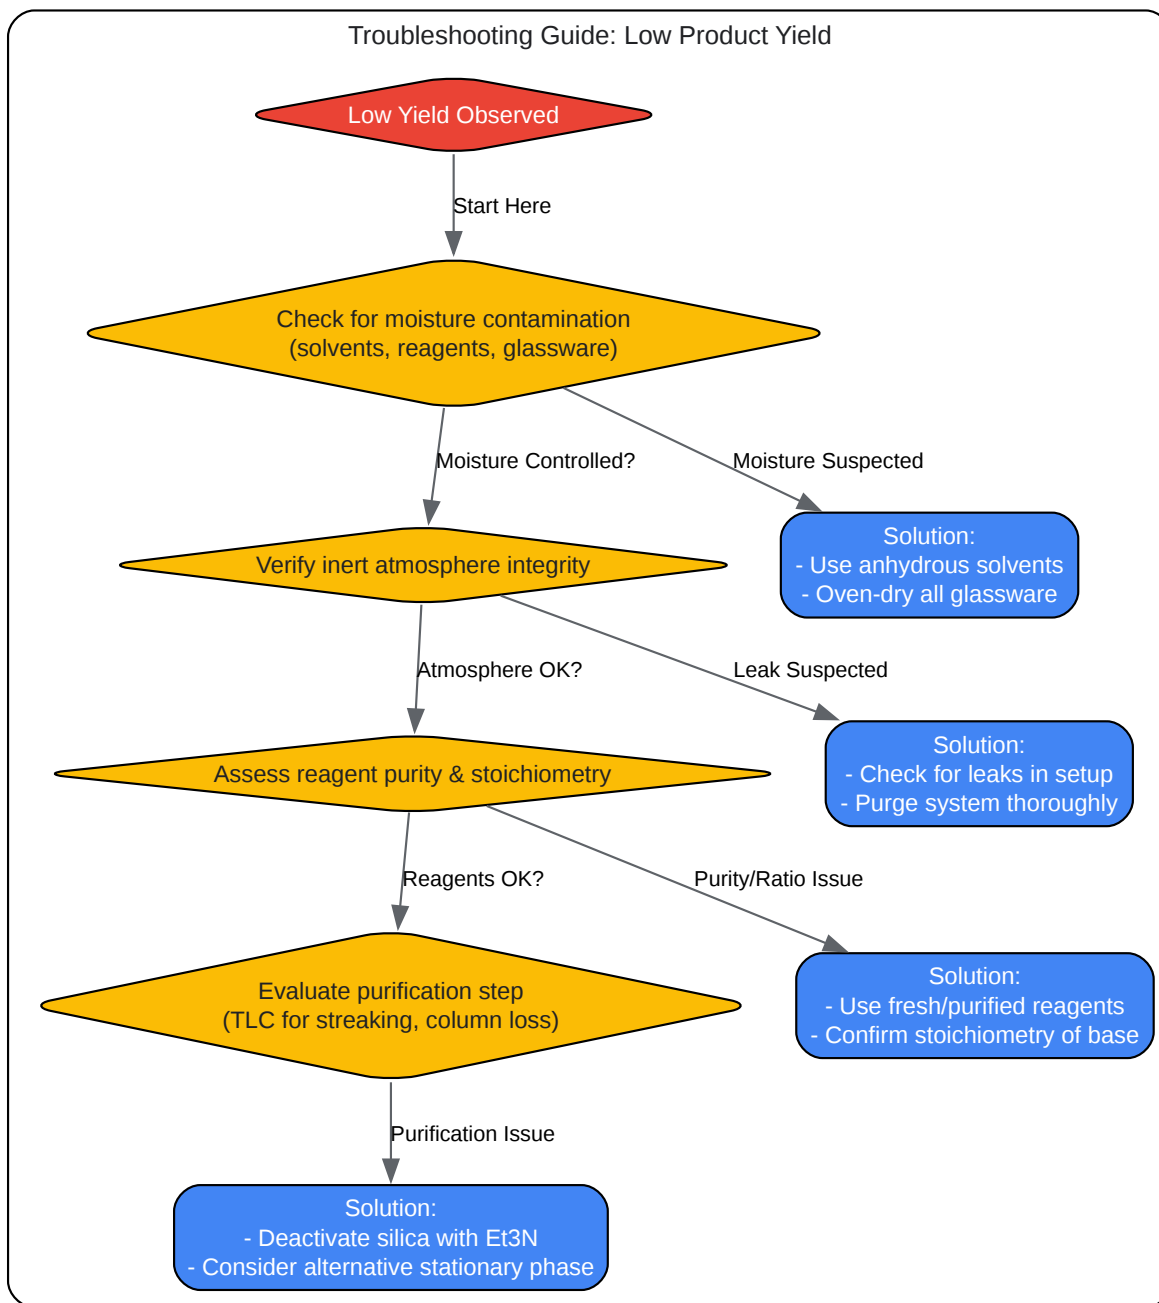 Troubleshooting Guide: Low Product Yield
Low Yield Observed
Start Here
Check for moisture contamination
(solvents, reagents, glassware)
Moisture Controlled?
Moisture Suspected
Solution:
- Use anhydrous solvents
- Oven-dry all glassware
Verify inert atmosphere integrity
Atmosphere OK?
Leak Suspected
Solution:
- Check for leaks in setup
- Purge system thoroughly
Assess reagent purity & stoichiometry
Reagents OK?
Purity/Ratio Issue
Solution:
- Use fresh/purified reagents
- Confirm stoichiometry of base
Evaluate purification step
(TLC for streaking, column loss)
Purification Issue
Solution:
- Deactivate silica with Et3N
- Consider alternative stationary phase